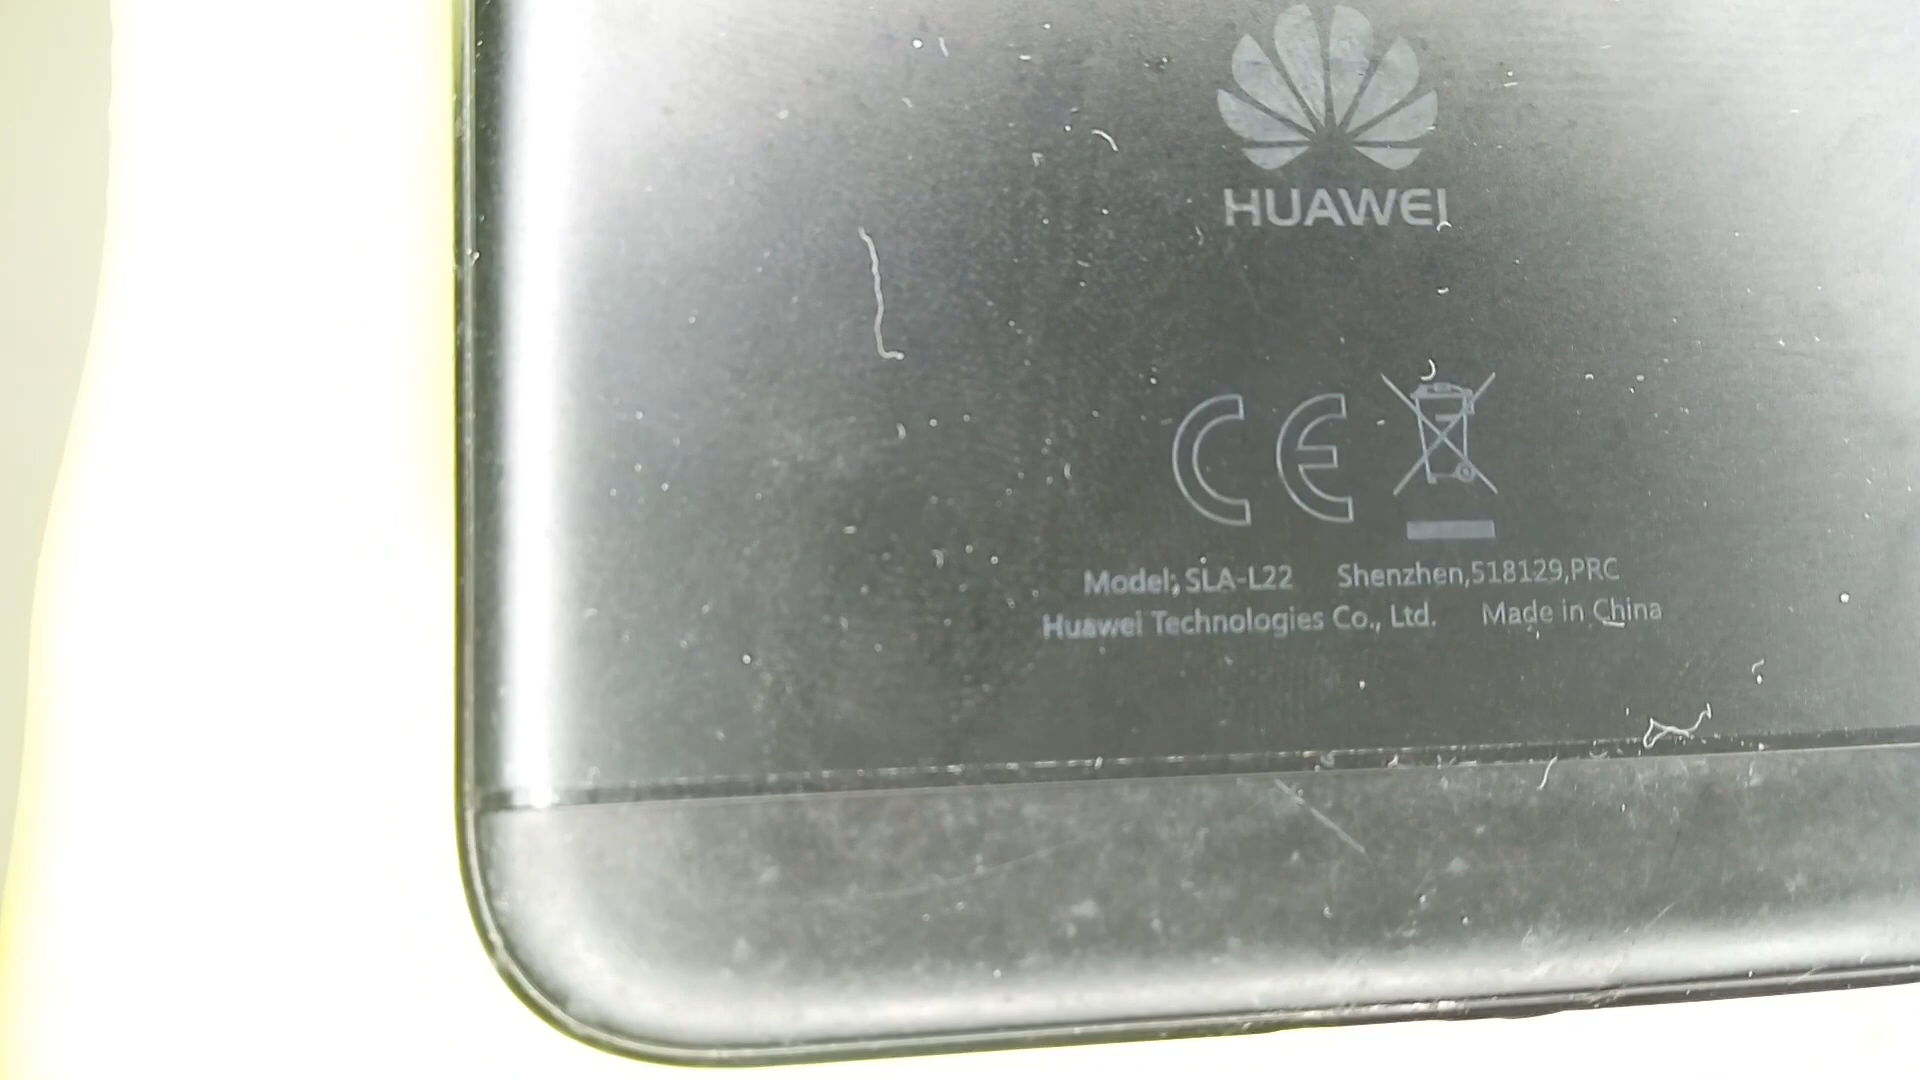 HUAWEI
CE
Model: SLA-L22 Shenzhen,518129,PRC
Huawei Technologies Co., Ltd. Made in China